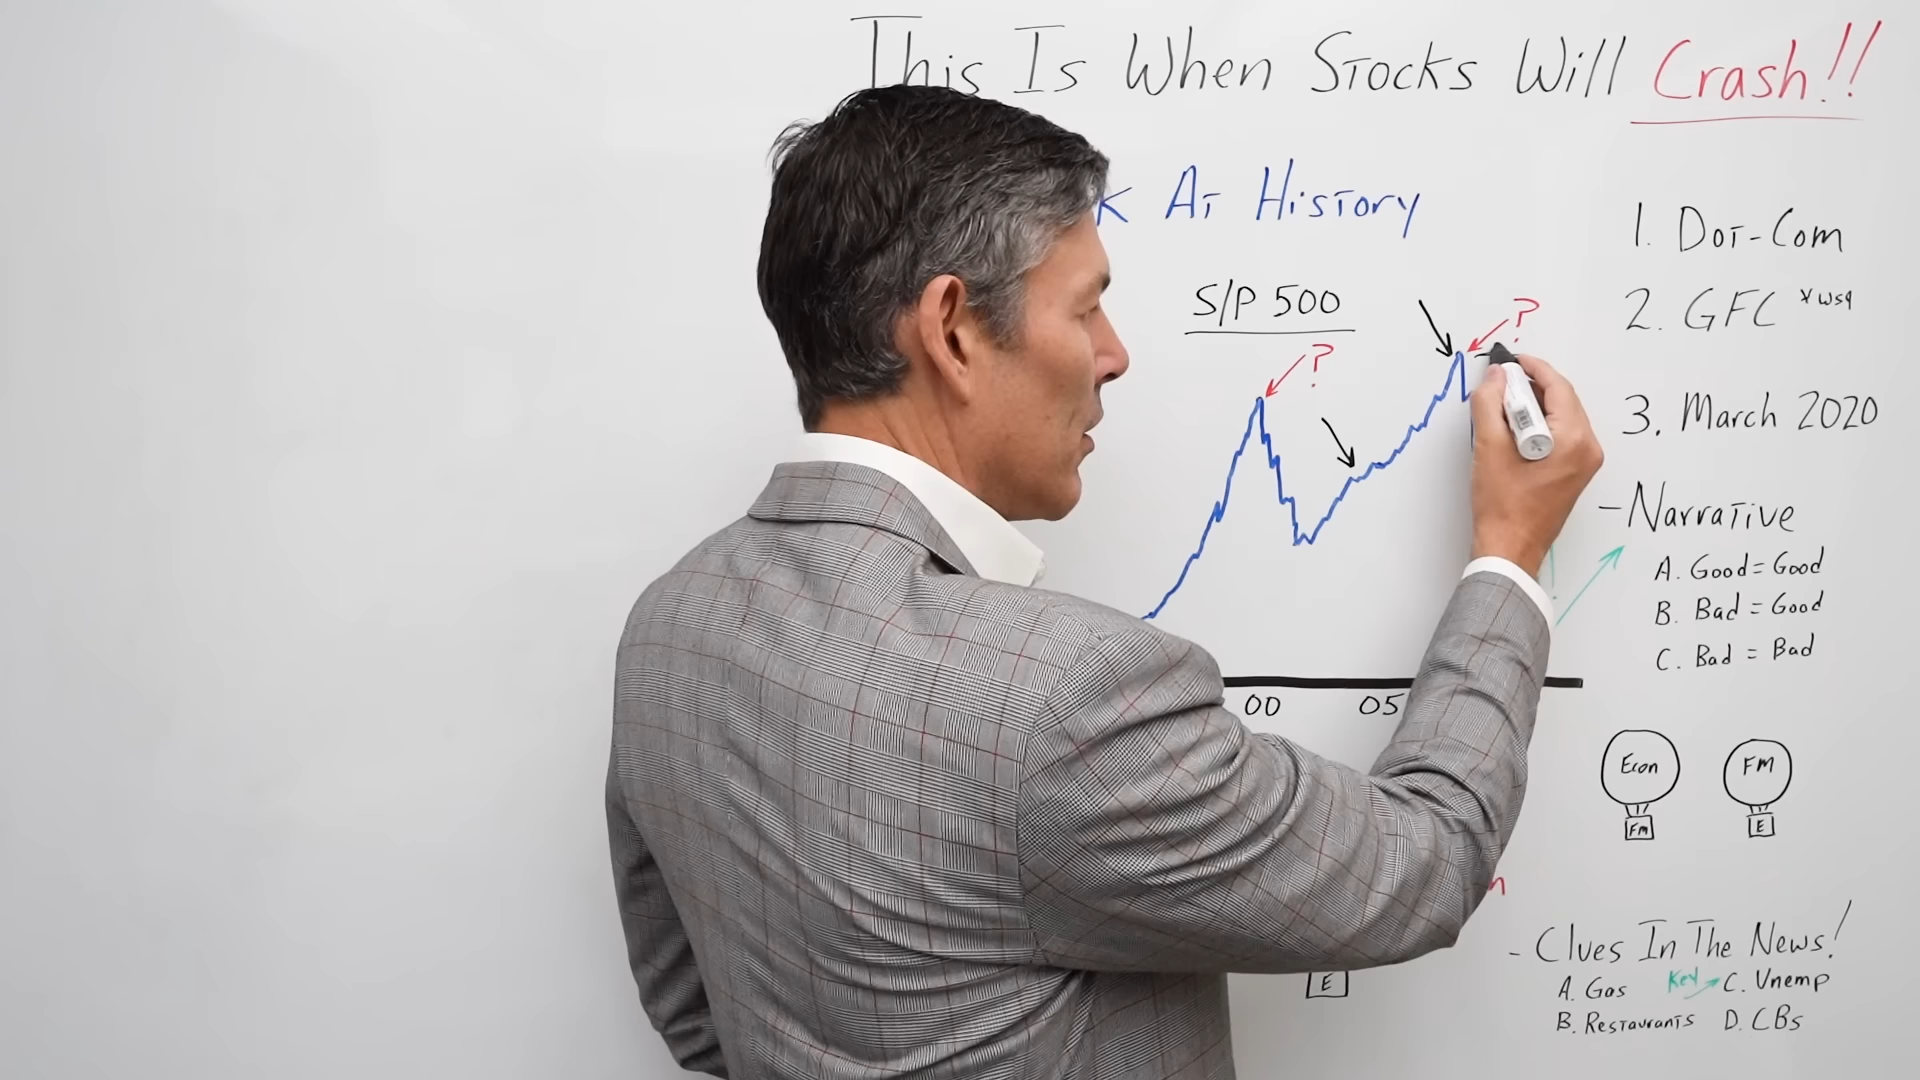 This Is When Stocks Will Crash!!
K At History
S/P 500
?
?
1. Dot-Com
2. GFC *wsq
3. March 2020
- Narrative
A. Good = Good
B. Bad = Good
C. Bad = Bad
00 05
Econ
Fm
FM
E
n
E
- Clues In The News!
A. Gas Key C. Unemp
B. Restaurants D. CBs